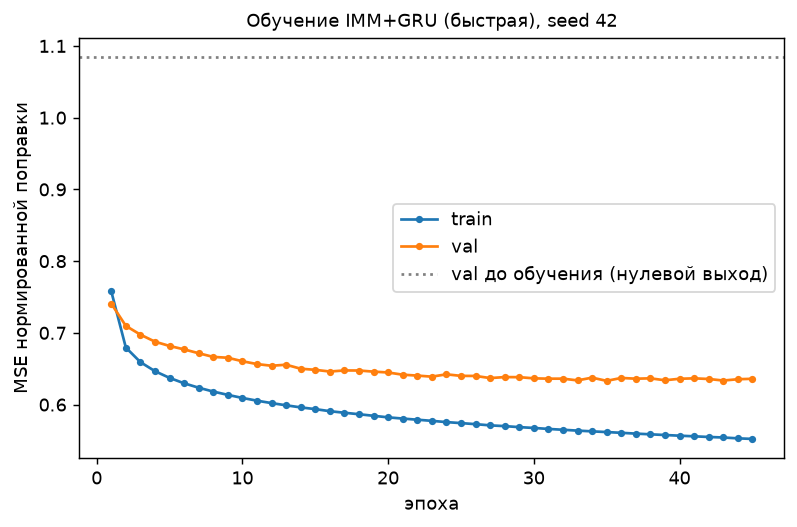 Обучение IMM+GRU (быстрая), seed 42
MSE нормированной поправки
1.1
1.0
0.9
0.8
0.7
0.6
train
val
val до обучения (нулевой выход)
0 10 20 30 40
эпоха